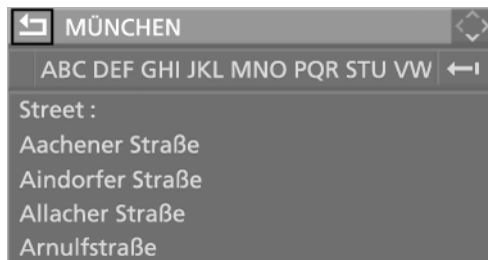 MÜNCHEN
ABC DEF GHI JKL MNO PQR STU VW
Street :
Aachener Straße
Aindorfer Straße
Allacher Straße
Arnulfstraße